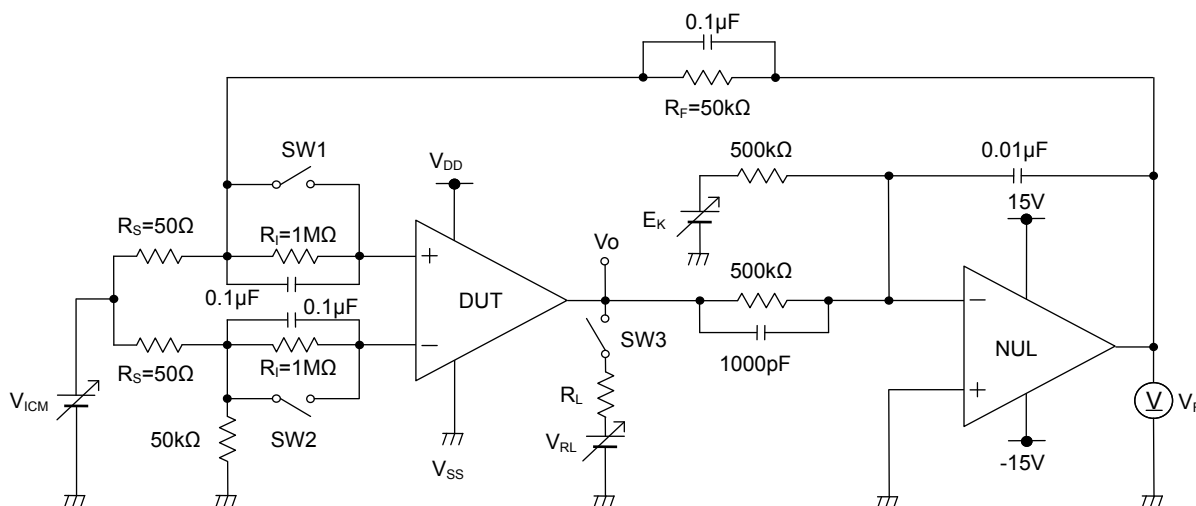 0.1μF
R_F=50kΩ
SW1
V_DD
500kΩ
0.01μF
15V
E_K
R_S=50Ω
R_I=1MΩ
Vo
+
0.1μF
0.1μF
DUT
500kΩ
−
SW3
NUL
R_S=50Ω
R_I=1MΩ
−
1000pF
+
V_ICM
R_L
V
50kΩ
SW2
V_SS
V_RL
-15V